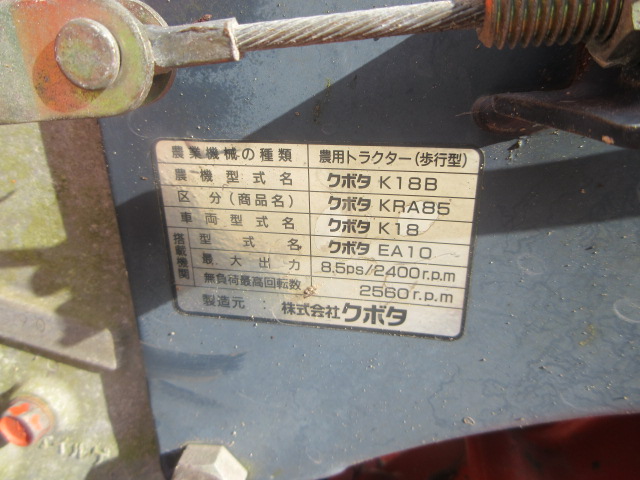 農業機械の種類 農用トラクター(歩行型)
農機型式名 クボタ K18B
区分(商品名) クボタ KRA85
車両型式名 クボタ K18
搭載機関 型式名 クボタ EA10
最大出力 8.5ps/2400r.p.m
無負荷最高回転数 2560r.p.m
製造元: 株式会社クボタ